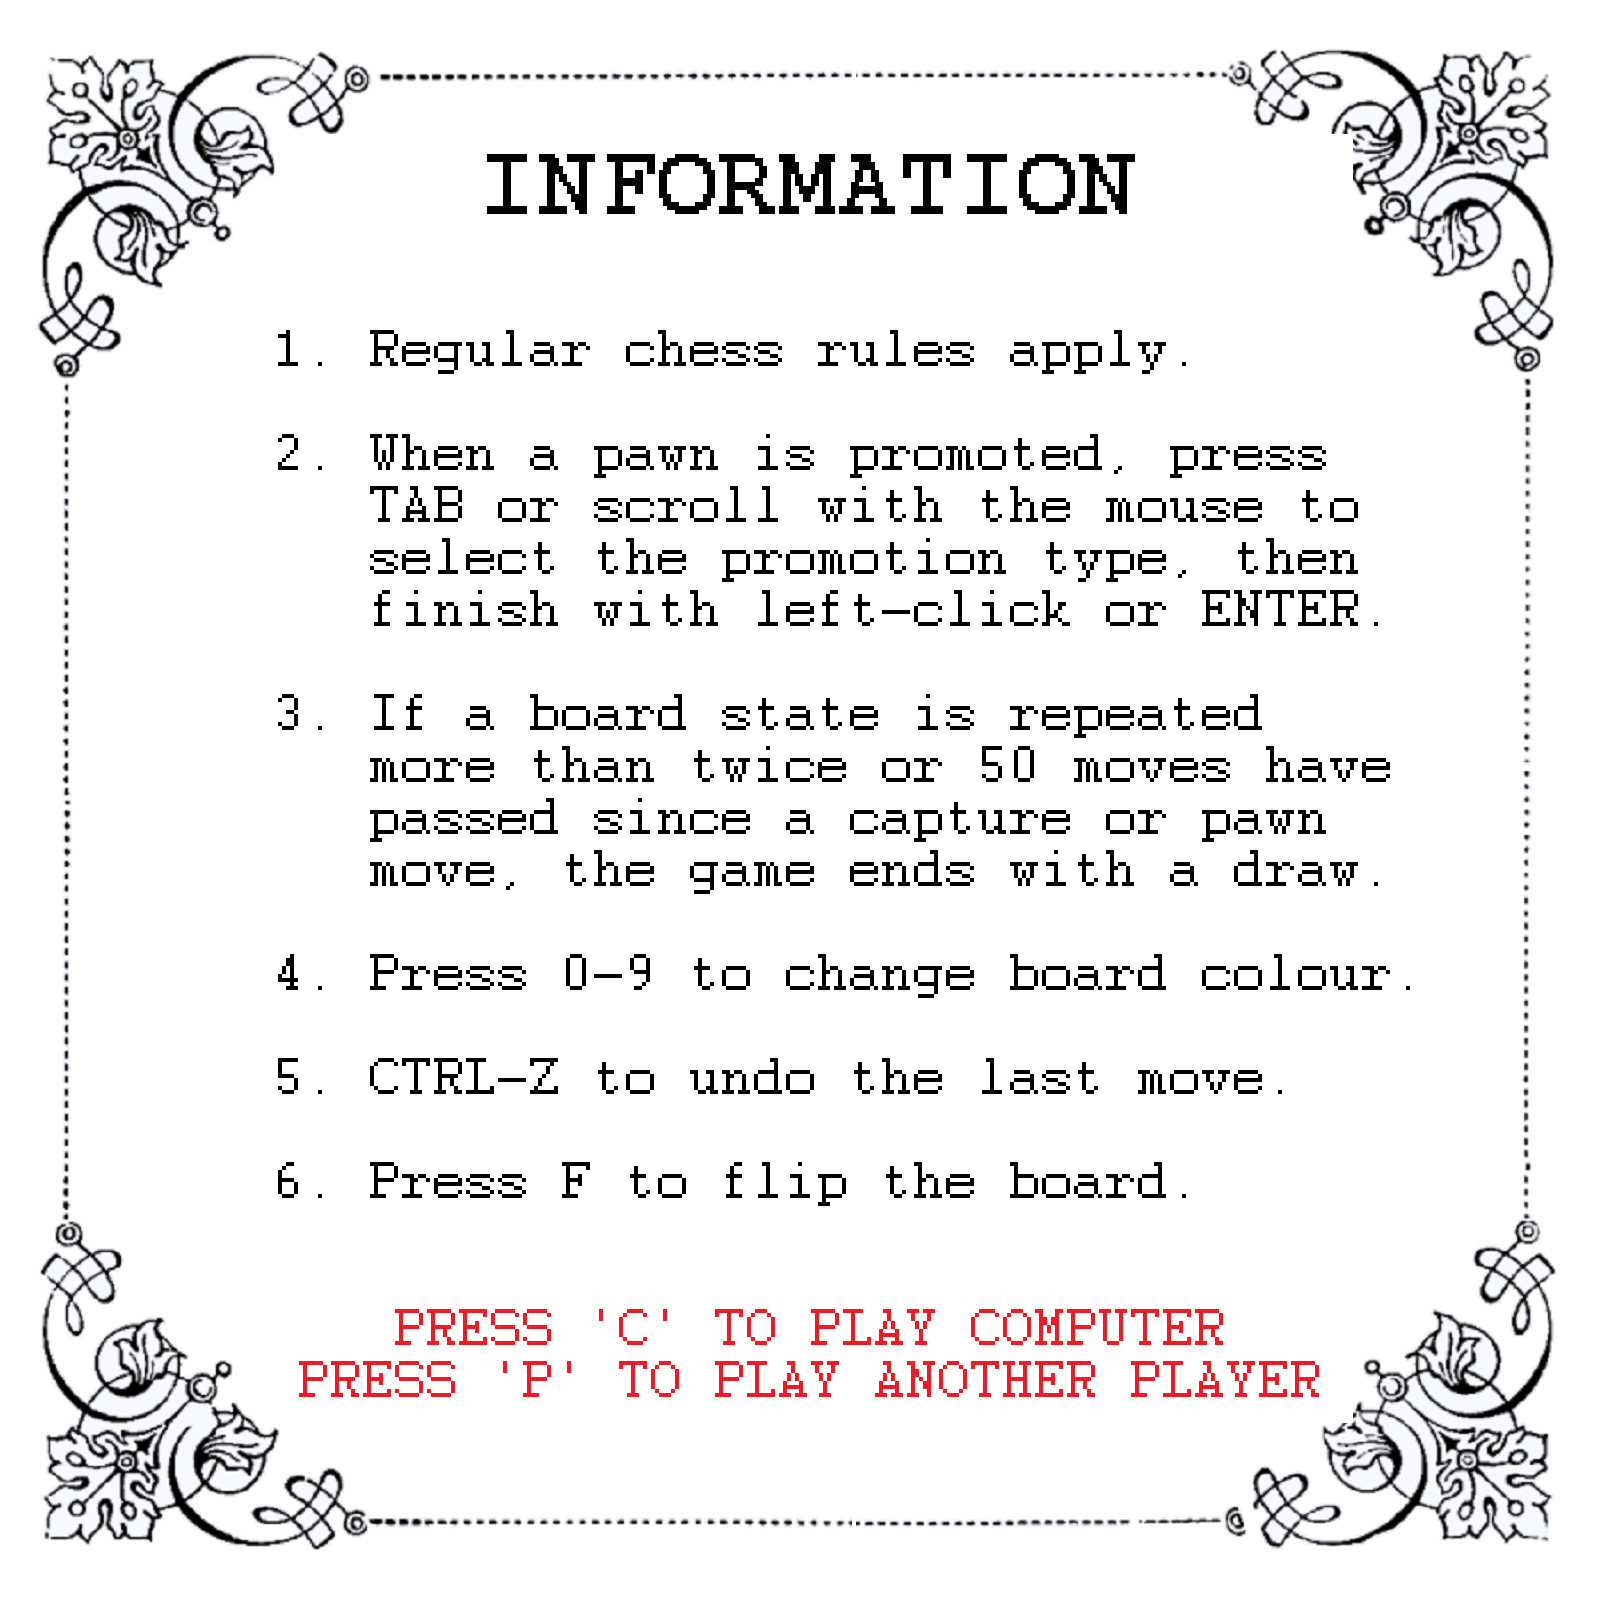 INFORMATION
1. Regular chess rules apply.
2. When a pawn is promoted, press
TAB or scroll with the mouse to
select the promotion type, then
finish with left-click or ENTER.
3. If a board state is repeated
more than twice or 50 moves have
passed since a capture or pawn
move, the game ends with a draw.
4. Press 0-9 to change board colour.
5. CTRL-Z to undo the last move.
6. Press F to flip the board.
PRESS 'C' TO PLAY COMPUTER
PRESS 'P' TO PLAY ANOTHER PLAYER